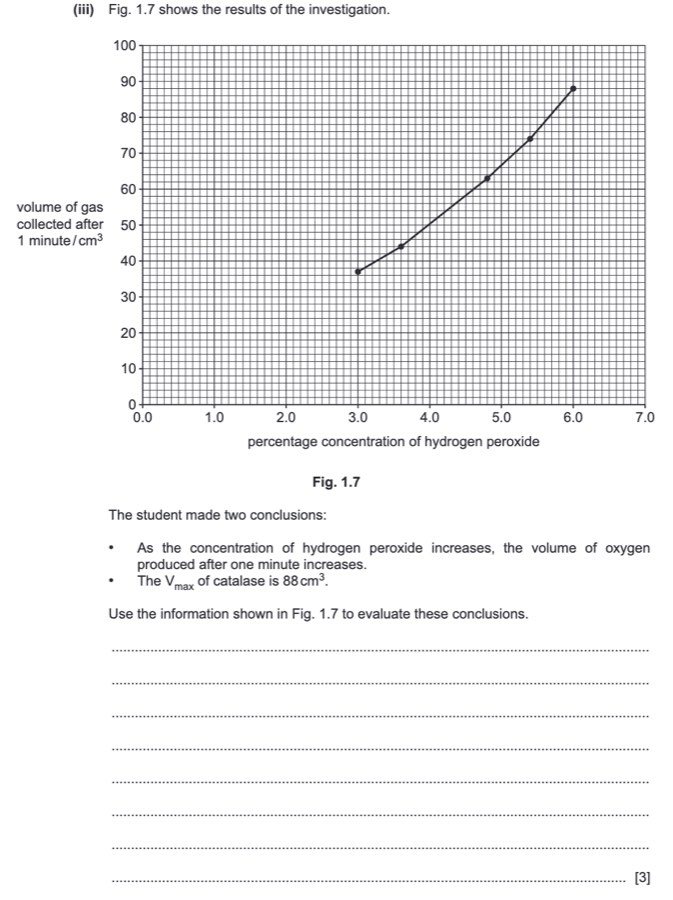 (iii) Fig. 1.7 shows the results of the investigation.
100
90
80
70
60
50
40
30
20
10
0
volume of gas
collected after
1 minute / cm³
0.0 1.0 2.0 3.0 4.0 5.0 6.0 7.0
percentage concentration of hydrogen peroxide
Fig. 1.7
The student made two conclusions:
• As the concentration of hydrogen peroxide increases, the volume of oxygen
produced after one minute increases.
• The Vmax of catalase is 88 cm³.
Use the information shown in Fig. 1.7 to evaluate these conclusions.
[3]